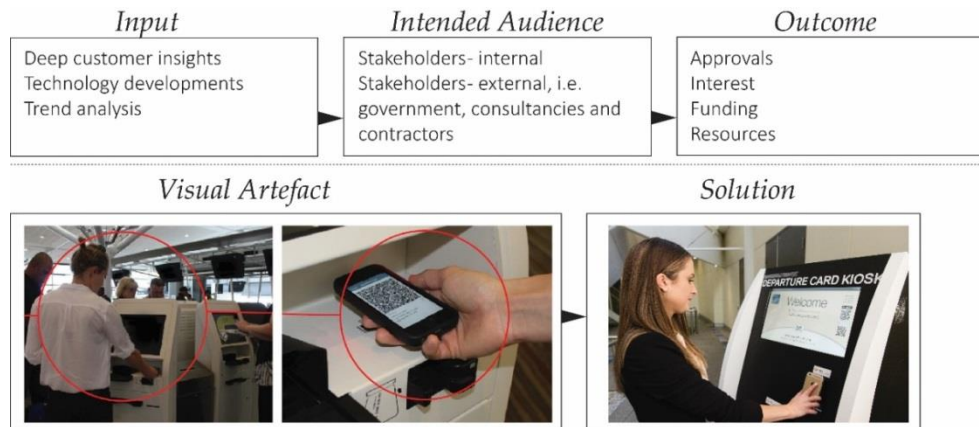 Input
Deep customer insights
Technology developments
Trend analysis
Intended Audience
Stakeholders- internal
Stakeholders- external, i.e.
government, consultancies and
contractors
Outcome
Approvals
Interest
Funding
Resources
Visual Artefact
Solution
DEPARTURE CARD KIOSK
Welcome